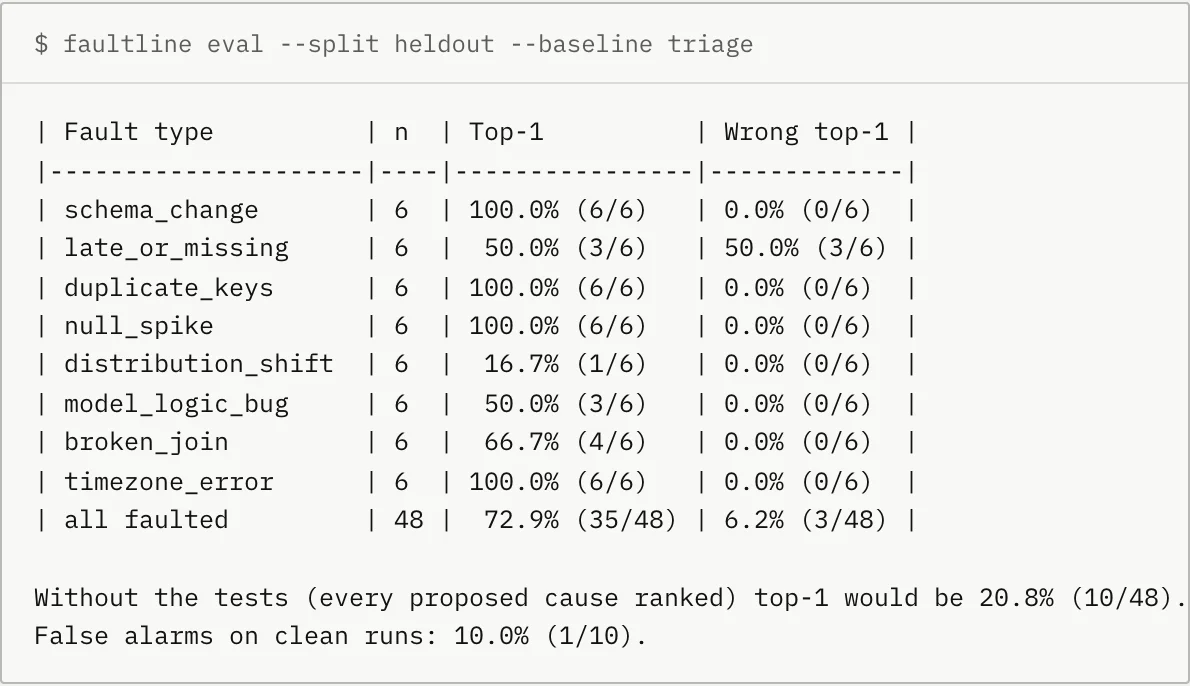 $ faultline eval --split heldout --baseline triage
| Fault type          | n  | Top-1          | Wrong top-1 |
|---------------------|----|----------------|-------------|
| schema_change       | 6  | 100.0% (6/6)   | 0.0% (0/6)  |
| late_or_missing     | 6  |  50.0% (3/6)   | 50.0% (3/6) |
| duplicate_keys      | 6  | 100.0% (6/6)   | 0.0% (0/6)  |
| null_spike          | 6  | 100.0% (6/6)   | 0.0% (0/6)  |
| distribution_shift  | 6  |  16.7% (1/6)   | 0.0% (0/6)  |
| model_logic_bug     | 6  |  50.0% (3/6)   | 0.0% (0/6)  |
| broken_join         | 6  |  66.7% (4/6)   | 0.0% (0/6)  |
| timezone_error      | 6  | 100.0% (6/6)   | 0.0% (0/6)  |
| all faulted         | 48 |  72.9% (35/48) | 6.2% (3/48) |
Without the tests (every proposed cause ranked) top-1 would be 20.8% (10/48).
False alarms on clean runs: 10.0% (1/10).